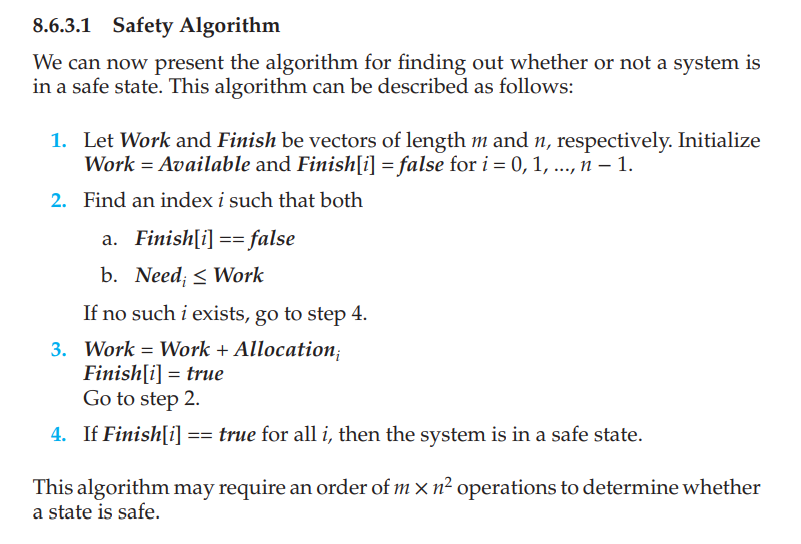 8.6.3.1 Safety Algorithm
We can now present the algorithm for finding out whether or not a system is
in a safe state. This algorithm can be described as follows:
1. Let Work and Finish be vectors of length m and n, respectively. Initialize
Work = Available and Finish[i] = false for i = 0, 1, ..., n − 1.
2. Find an index i such that both
a. Finish[i] == false
b. Needᵢ ≤ Work
If no such i exists, go to step 4.
3. Work = Work + Allocationᵢ
Finish[i] = true
Go to step 2.
4. If Finish[i] == true for all i, then the system is in a safe state.
This algorithm may require an order of m × n² operations to determine whether
a state is safe.